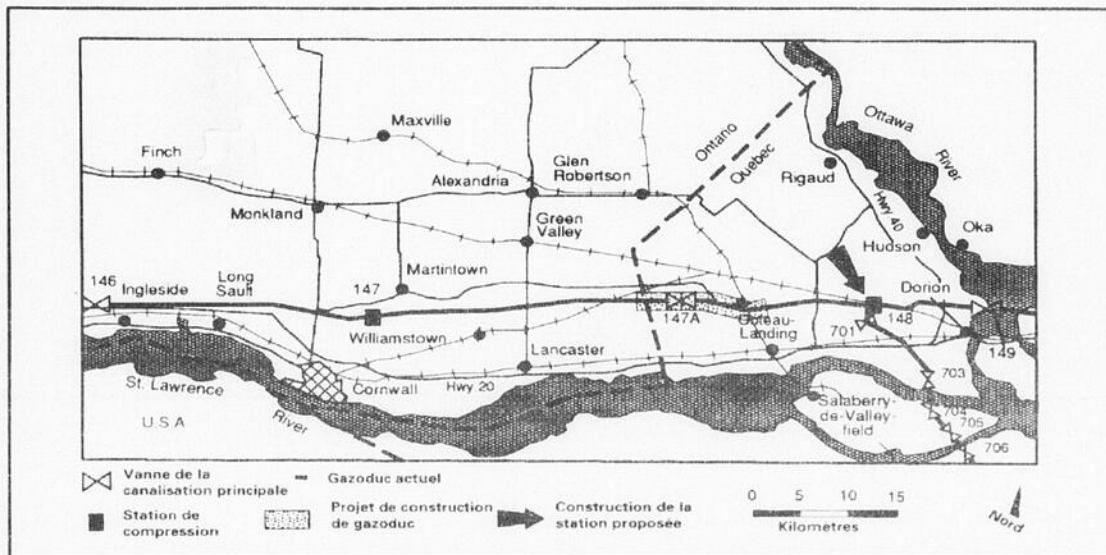 Ottawa
River
Maxville
Ontario
Quebec
Finch
Glen
Robertson
Alexandria
Rigaud
Monkland
Green
Valley
Hwy 40
Oka
Hudson
Martintown
146
Ingleside
Long
Sault
147
Dorion
147A
148
701
149
Williamstown
Coteau-
Landing
Lancaster
Cornwall
Hwy 20
703
St. Lawrence
River
U.S.A
Salaberry-
de-Valley-
field
704
705
706
Vanne de la
canalisation principale
Gazoduc actuel
Station de
compression
Projet de construction
de gazoduc
Construction de la
station proposée
0 5 10 15
Kilometres
Nord